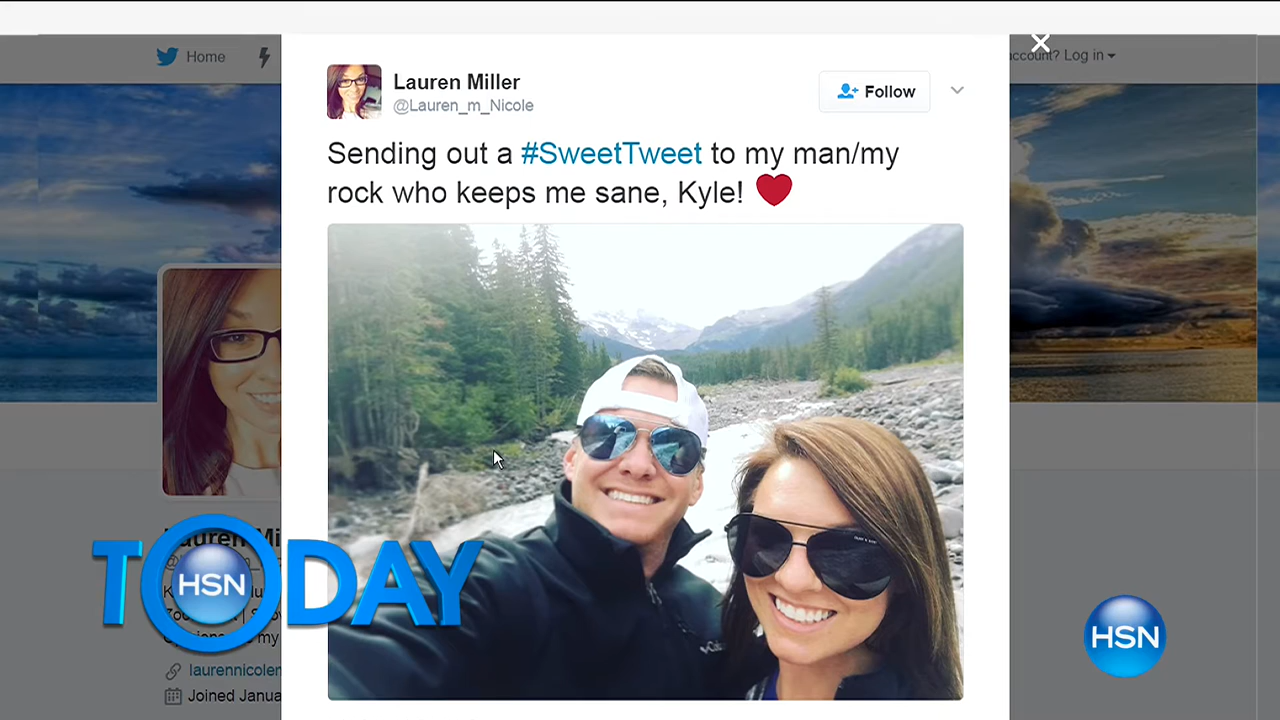 Home
account? Log in
Lauren Miller
@Lauren_m_Nicole
Follow
Sending out a #SweetTweet to my man/my
rock who keeps me sane, Kyle!
TODAY
HSN
HSN
laurennicolen
Joined Janua